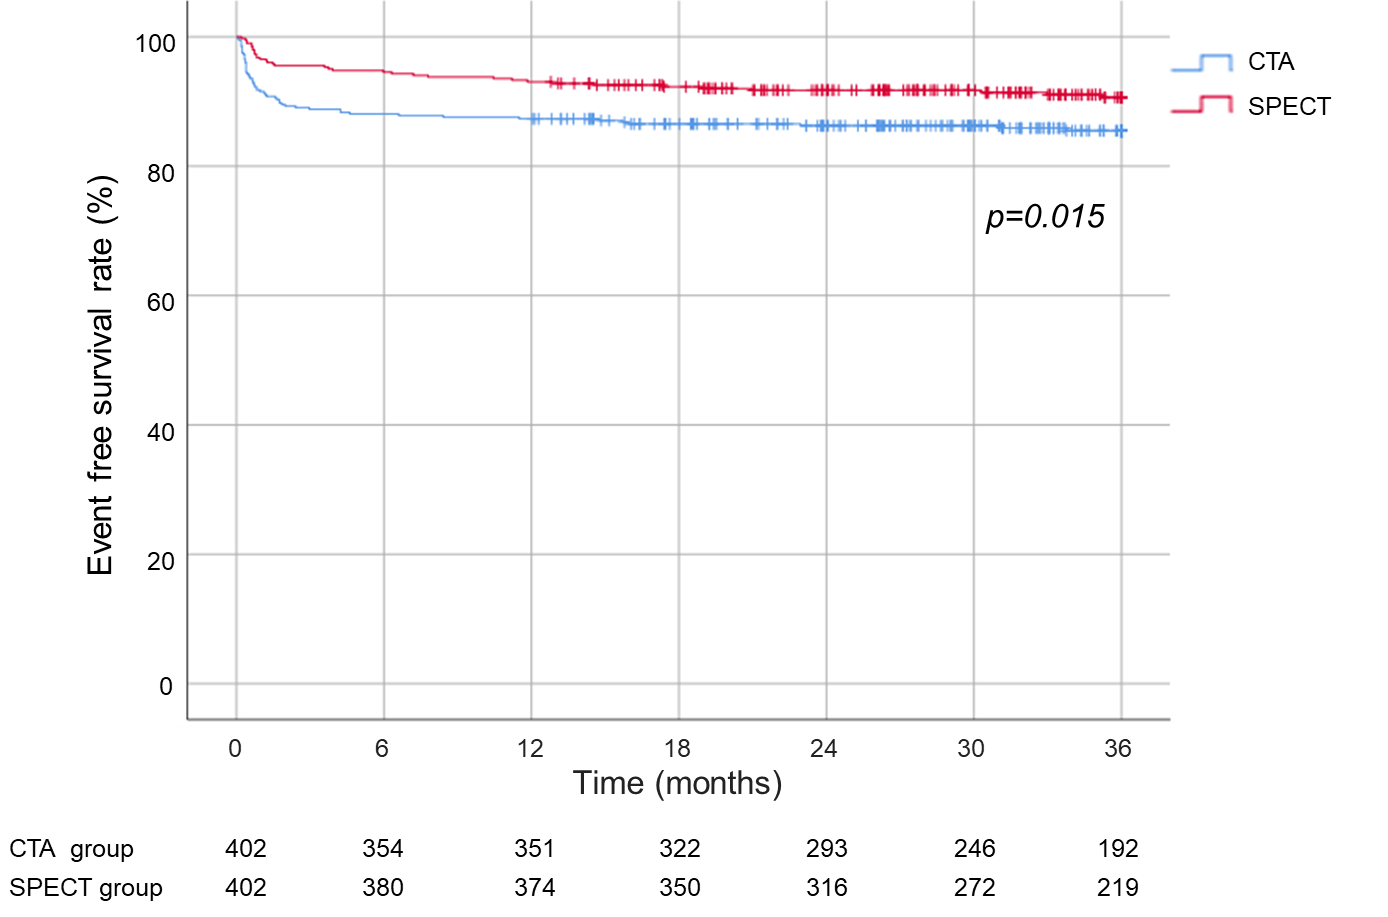 100
80
60
40
20
0
Event free survival rate (%)
CTA
SPECT
p=0.015
0 6 12 18 24 30 36
Time (months)
CTA group 402 354 351 322 293 246 192
SPECT group 402 380 374 350 316 272 219